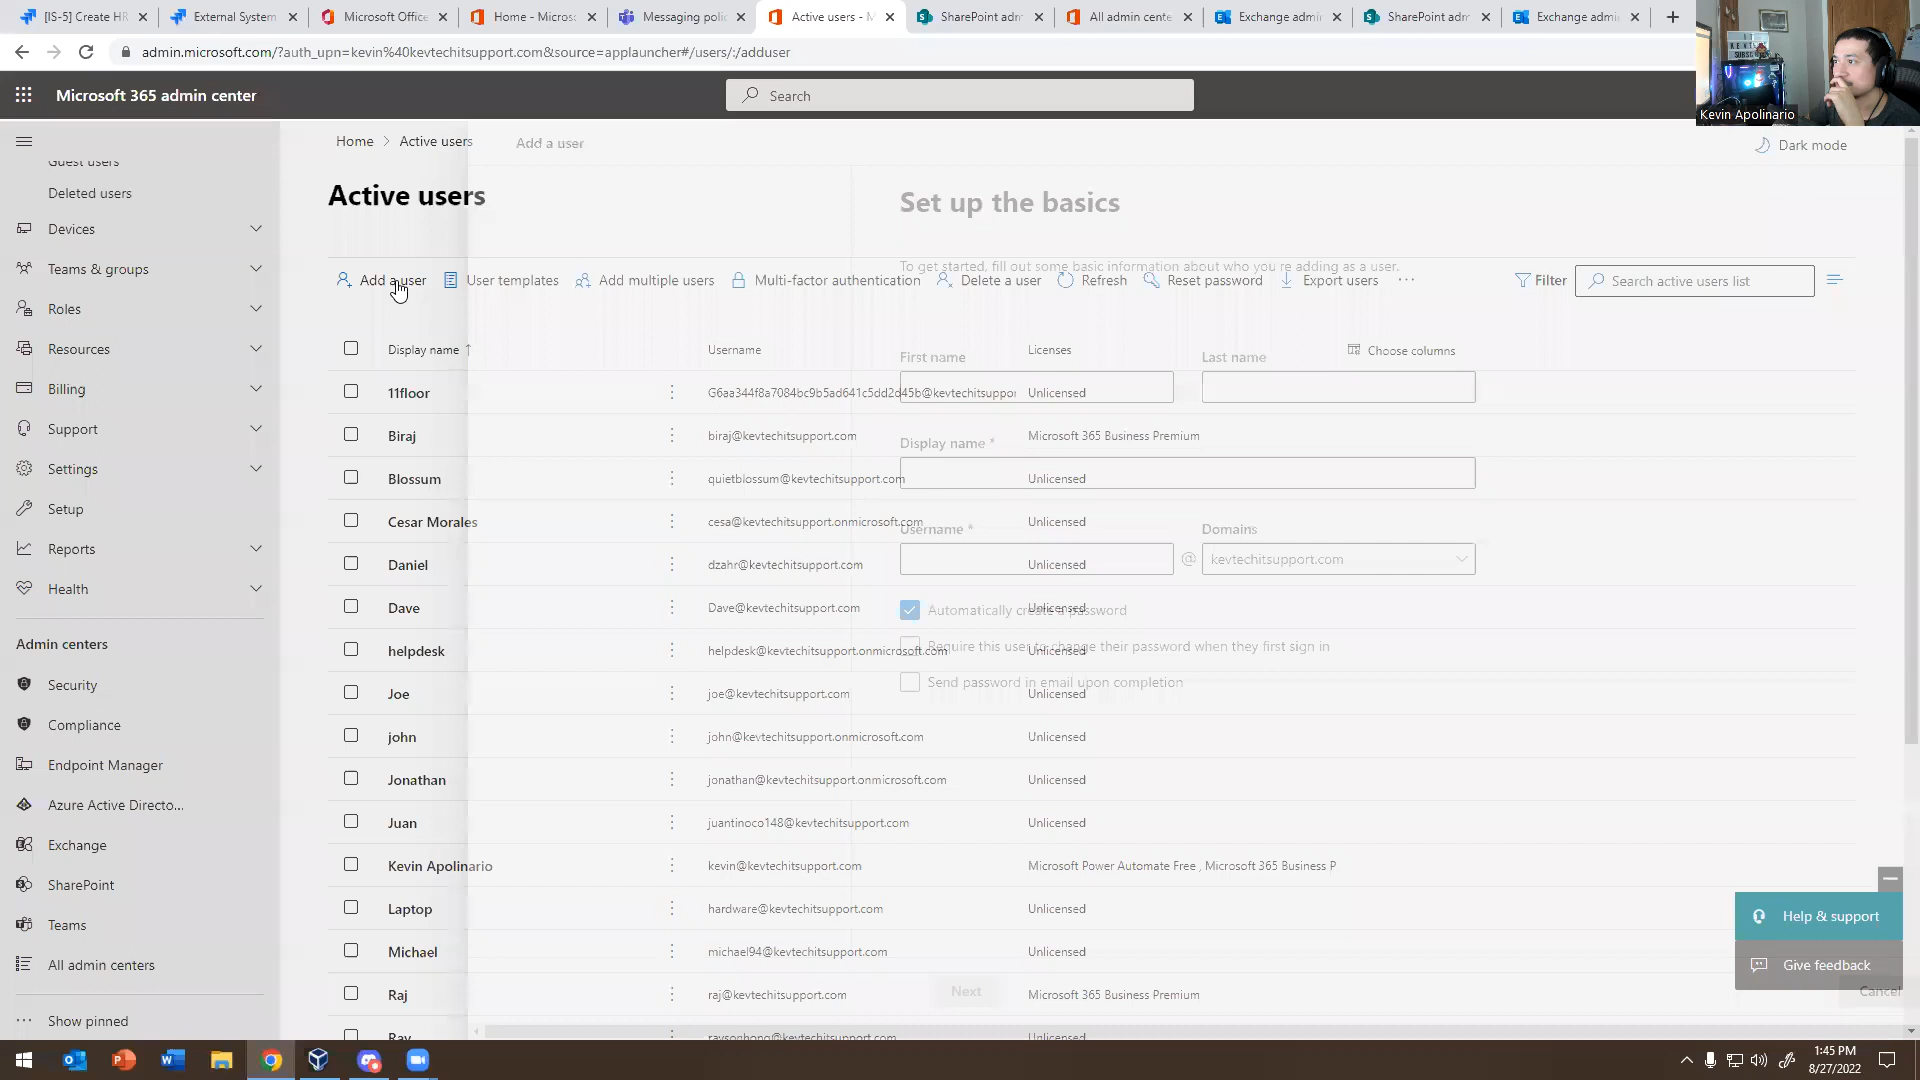 [IS-5] Create HR
External System
Microsoft Office
Home - Micros
Messaging poli
Active users - M
SharePoint adm
All admin cente
Exchange admi
SharePoint adm
Exchange admi
admin.microsoft.com/?auth_upn=kevin%40kevtechitsupport.com&source=applauncher#/users/:/adduser
Microsoft 365 admin center
Search
Kevin Apolinario
Home > Active users
Add a user
Dark mode
Guest users
Deleted users
Devices
Teams & groups
Roles
Resources
Billing
Support
Settings
Setup
Reports
Health
Admin centers
Security
Compliance
Endpoint Manager
Azure Active Directo...
Exchange
SharePoint
Teams
All admin centers
Show pinned
Active users
Add a user
User templates
Add multiple users
Multi-factor authentication
Delete a user
Refresh
Reset password
Export users
Filter
Search active users list
Display name ↑ Username Licenses Choose columns
11floor G6aa344f8a7084bc9b5ad641c5dd2d45b@kevtechitsuppor Unlicensed
Biraj biraj@kevtechitsupport.com Microsoft 365 Business Premium
Blossum quietblossum@kevtechitsupport.com Unlicensed
Cesar Morales cesa@kevtechitsupport.onmicrosoft.com Unlicensed
Daniel dzahr@kevtechitsupport.com Unlicensed
Dave Dave@kevtechitsupport.com Unlicensed
helpdesk helpdesk@kevtechitsupport.onmicrosoft.com Unlicensed
Joe joe@kevtechitsupport.com Unlicensed
john john@kevtechitsupport.onmicrosoft.com Unlicensed
Jonathan jonathan@kevtechitsupport.onmicrosoft.com Unlicensed
Juan juantinoco148@kevtechitsupport.com Unlicensed
Kevin Apolinario kevin@kevtechitsupport.com Microsoft Power Automate Free , Microsoft 365 Business P
Laptop hardware@kevtechitsupport.com Unlicensed
Michael michael94@kevtechitsupport.com Unlicensed
Raj raj@kevtechitsupport.com Microsoft 365 Business Premium
Ray raysonhong@kevtechitsupport.com Unlicensed
Set up the basics
To get started, fill out some basic information about who you're adding as a user.
First name
Last name
Display name *
Username *
Domains
@ kevtechitsupport.com
Automatically create a password
Require this user to change their password when they first sign in
Send password in email upon completion
Next
Cancel
Help & support
Give feedback
1:45 PM
8/27/2022